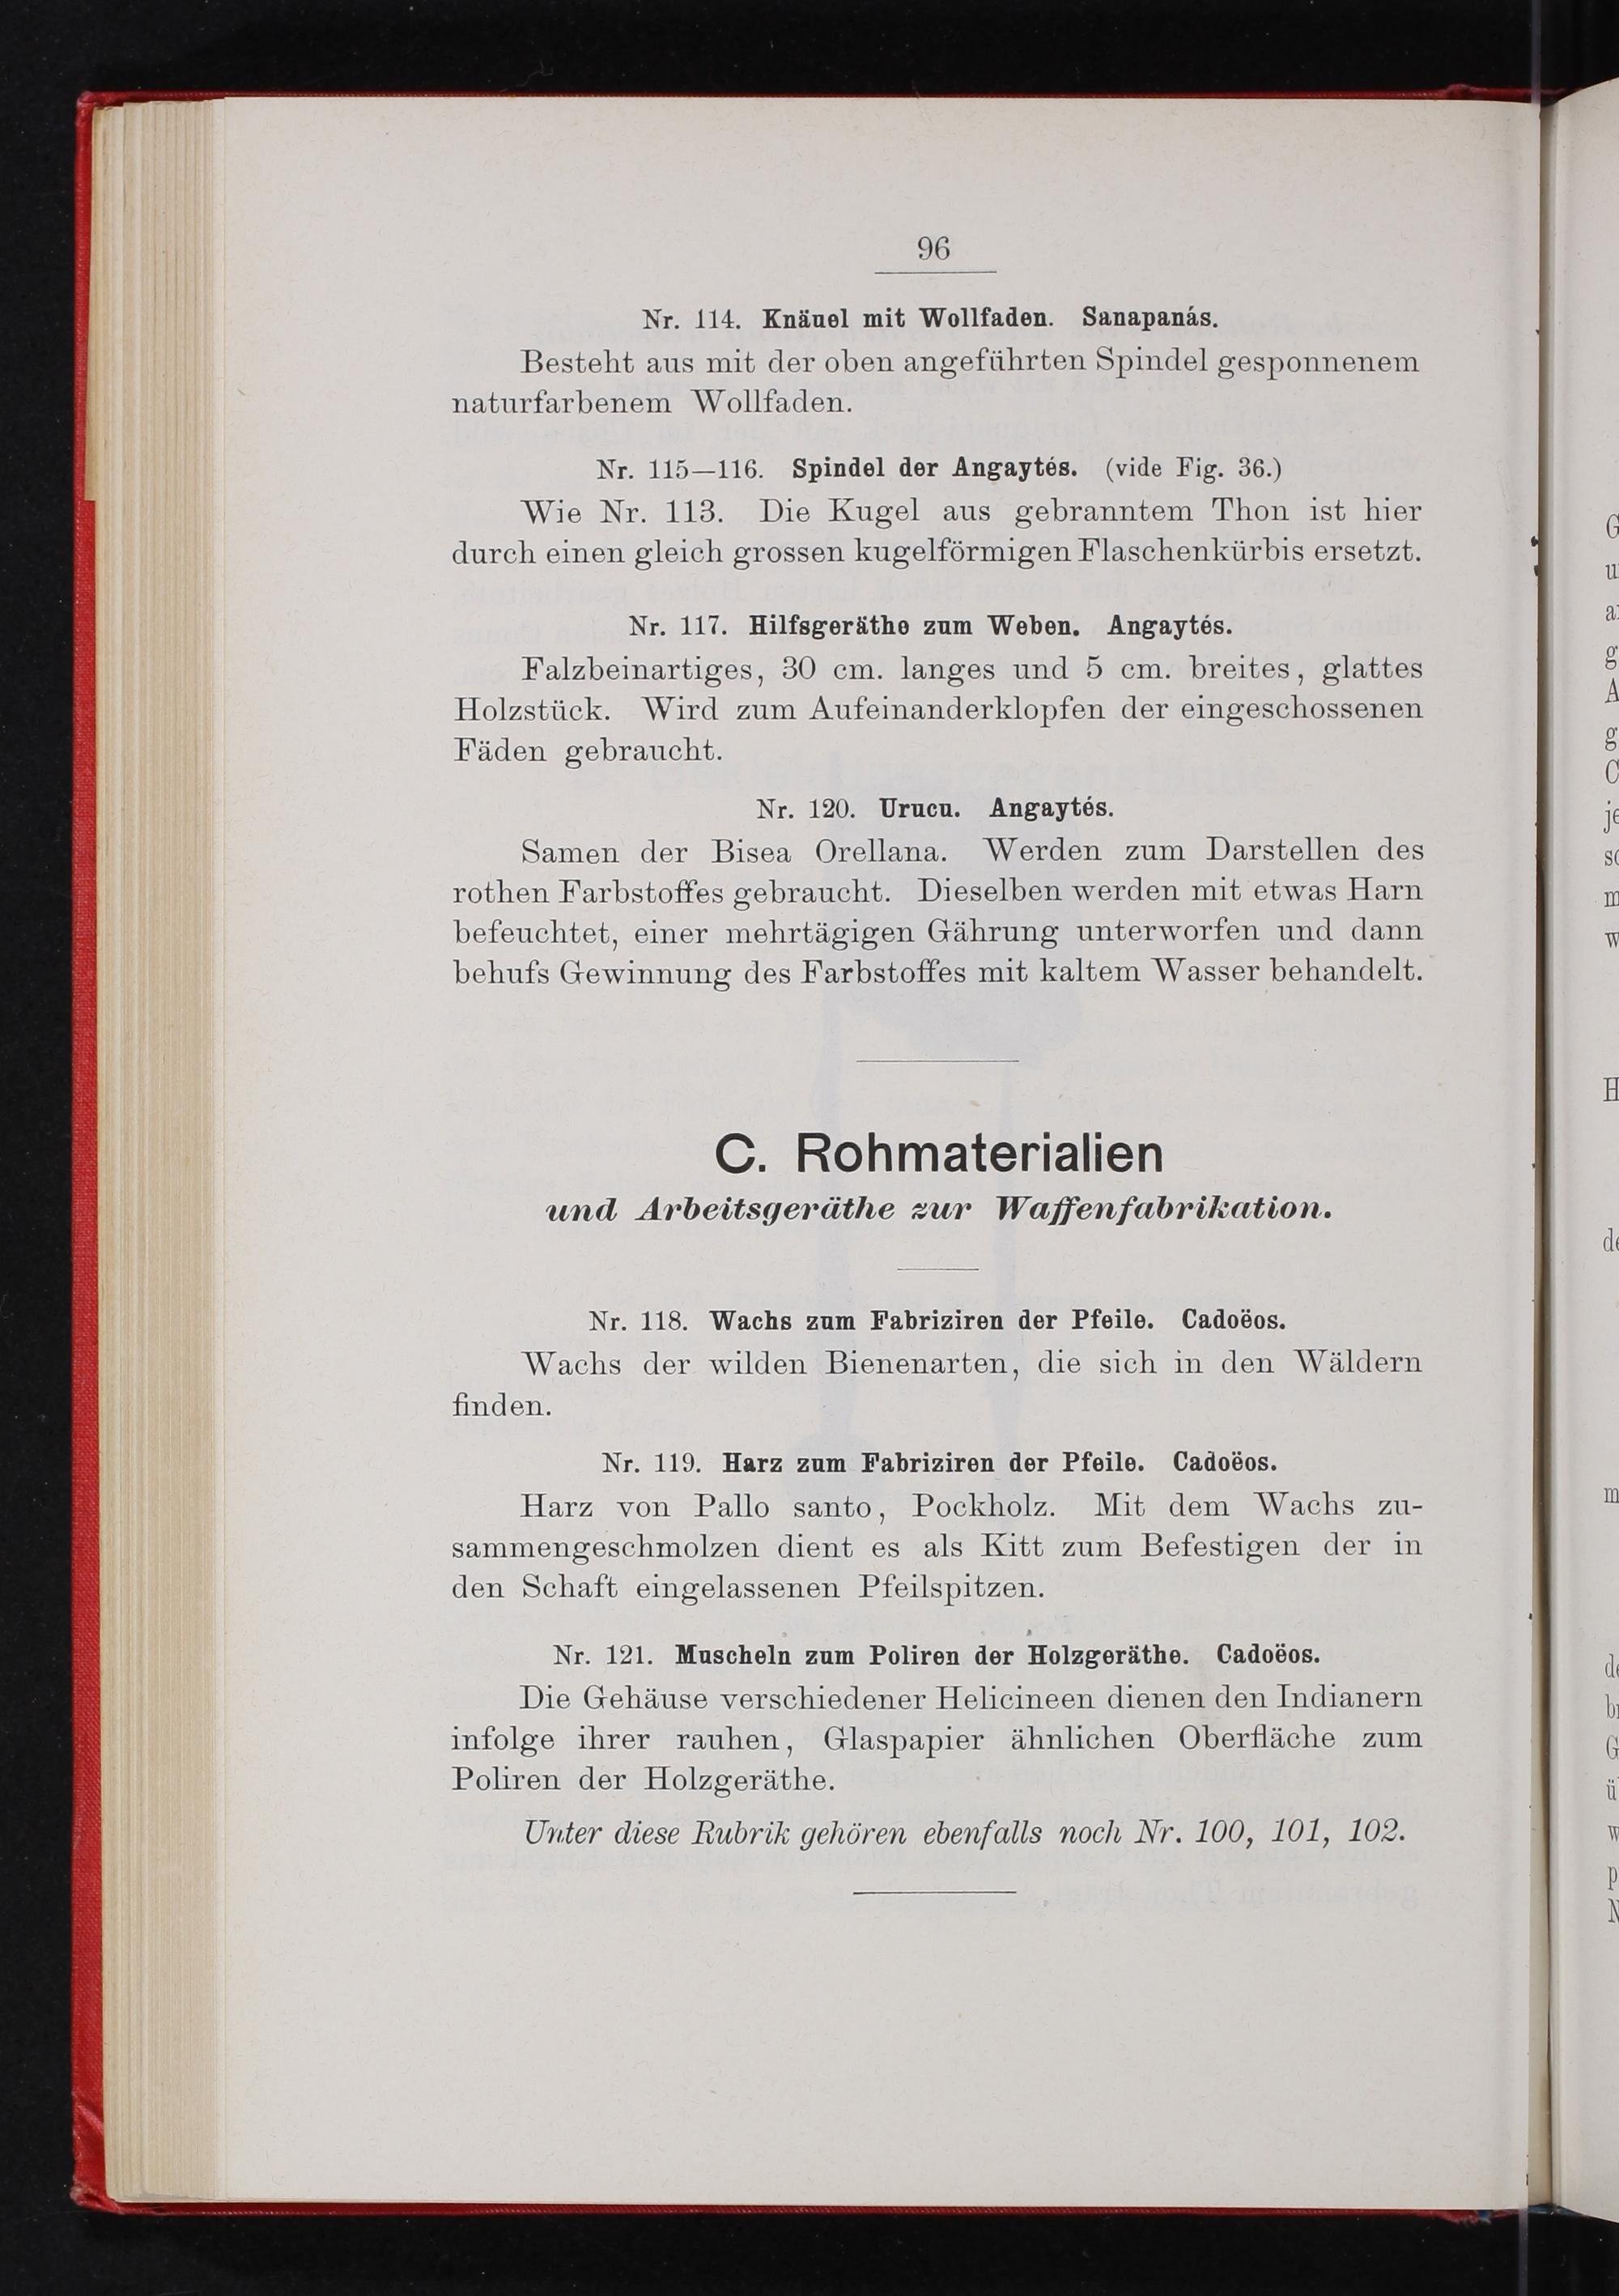 96
Nr. 114. Knäuel mit Wollfaden. Sanapanás.
Besteht aus mit der oben angeführten Spindel gesponnenem
naturfarbenem Wollfaden.
Nr. 115—116. Spindel der Angaytés. (vide Fig. 36.)
Wie Nr. 113. Die Kugel aus gebranntem Thon ist hier
durch einen gleich grossen kugelförmigen Flaschenkürbis ersetzt.
Nr. 117. Hilfsgeräthe zum Weben. Angaytés.
Falzbeinartiges, 30 cm. langes und 5 cm. breites, glattes
Holzstück. Wird zum Aufeinanderklopfen der eingeschossenen
Fäden gebraucht.
Nr. 120. Urucu. Angaytés.
Samen der Bisea Orellana. Werden zum Darstellen des
rothen Farbstoffes gebraucht. Dieselben werden mit etwas Harn
befeuchtet, einer mehrtägigen Gährung unterworfen und dann
behufs Gewinnung des Farbstoffes mit kaltem Wasser behandelt.
C. Rohmaterialien
und Arbeitsgeräthe zur Waffenfabrikation.
Nr. 118. Wachs zum Fabriziren der Pfeile. Cadoëos.
Wachs der wilden Bienenarten, die sich in den Wäldern
finden.
Nr. 119. Harz zum Fabriziren der Pfeile. Cadoëos.
Harz von Pallo santo, Pockholz. Mit dem Wachs zu-
sammengeschmolzen dient es als Kitt zum Befestigen der in
den Schaft eingelassenen Pfeilspitzen.
Nr. 121. Muscheln zum Poliren der Holzgeräthe. Cadoëos.
Die Gehäuse verschiedener Helicineen dienen den Indianern
infolge ihrer rauhen, Glaspapier ähnlichen Oberfläche zum
Poliren der Holzgeräthe.
Unter diese Rubrik gehören ebenfalls noch Nr. 100, 101, 102.